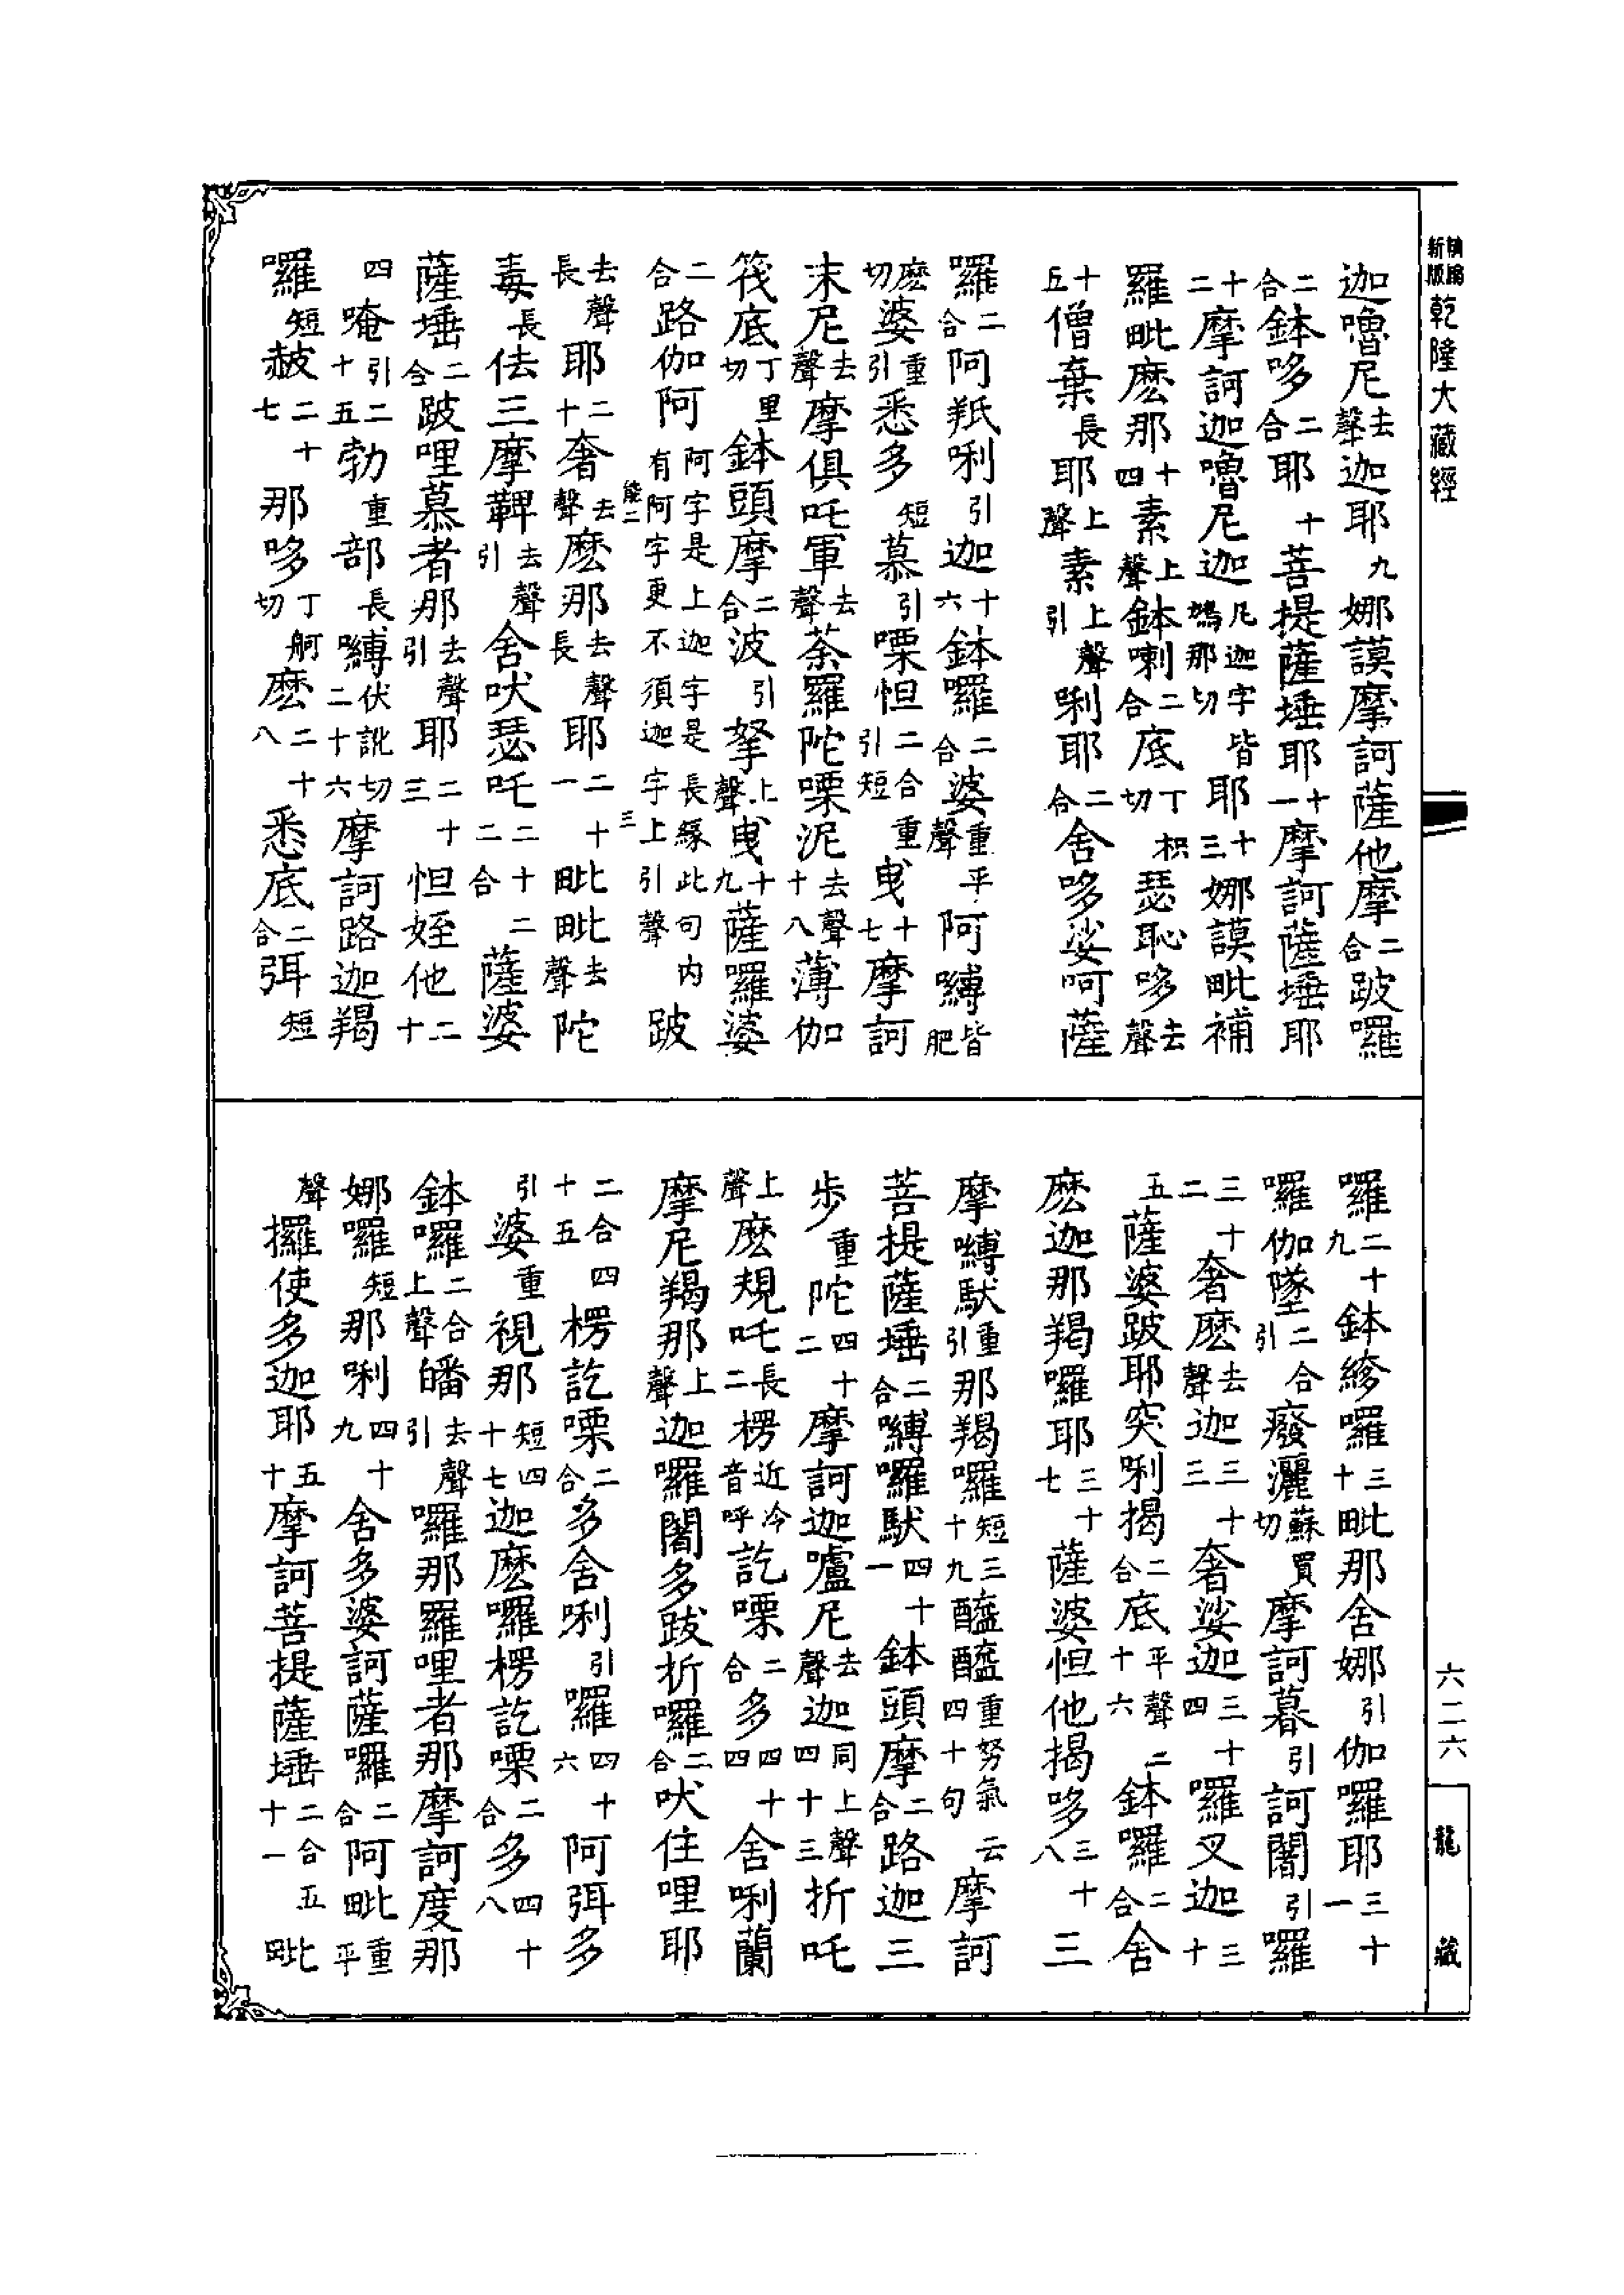 新編縮版乾隆大藏經
迦嚕尼去聲迦耶九娜謨摩訶薩他摩二合跛囉
二合鉢哆二合耶十菩提薩埵耶十一摩訶薩埵耶
十二摩訶迦嚕尼迦凡迦字皆鳩那切耶十三娜謨毗補
羅毗麽那十四素上聲鉢喇二合底丁枳切瑟恥哆去聲
十五僧棄長耶上聲素上聲引唎耶二合舍哆娑呵薩
羅二合阿羝唎引迦十六鉢囉二合婆重平聲阿縛皆肥
麽切婆重引悉多短慕引㗚怛二合重引短曳十七摩訶
末尼去聲摩俱吒軍去聲荼羅陀㗚泥去聲十八薄伽
筏底丁里切鉢頭摩二合波引拏上聲曳十九薩囉婆
二合路伽阿阿字是上迦字是長緣此句内有阿字更不須迦字上引聲跛
去聲長耶二十奢去聲麽那去聲長耶二十一毗毗去聲陀
毒長佉三摩鞞去聲引舍吠瑟吒二十二二合薩婆
薩埵二合跛哩慕者那去聲引耶二十三怛姪他二十
四唵引二十五勃重部長縛伏訛切二十六摩訶路迦羯
囉短赦二十七那哆丁舸切麽二十八悉底二合弭短
囉二十九鉢紾囉三十毗那舍娜引伽囉耶三十一
囉伽墜二合引癈灑蘇買切摩訶暮引訶闍引囉
三十二奢麽去聲迦三十三奢娑迦三十四囉叉迦三十
五薩婆跛耶突唎揭二合底平聲十六二鉢囉二合舍
麽迦那羯囉耶三十七薩婆怛他揭哆三十八三
摩縛馱重引那羯囉短三十九醯醯重努氣云四十句摩訶
菩提薩埵二合縛囉馱四十一鉢頭摩二合路迦三
步重陀四十二摩訶迦嚧尼去聲迦同上聲四十三折吒
上聲麽規吒長二楞近冷音呼訖㗚二合多四十四舍唎蘭
摩尼羯那上聲迦囉闍多跋折囉二合吠住哩耶
二合四十五楞訖㗚二合多舍唎引囉四十六阿弭多
引婆重視那短四十七迦麽囉楞訖㗚二合多四十八
鉢囉二合上聲皤去聲引囉那羅哩者那摩訶度那
娜囉短那唎四十九舍多婆訶薩囉二合阿毗重平
聲攞使多迦耶五十摩訶菩提薩埵二合五十一毗
六二六
龍藏